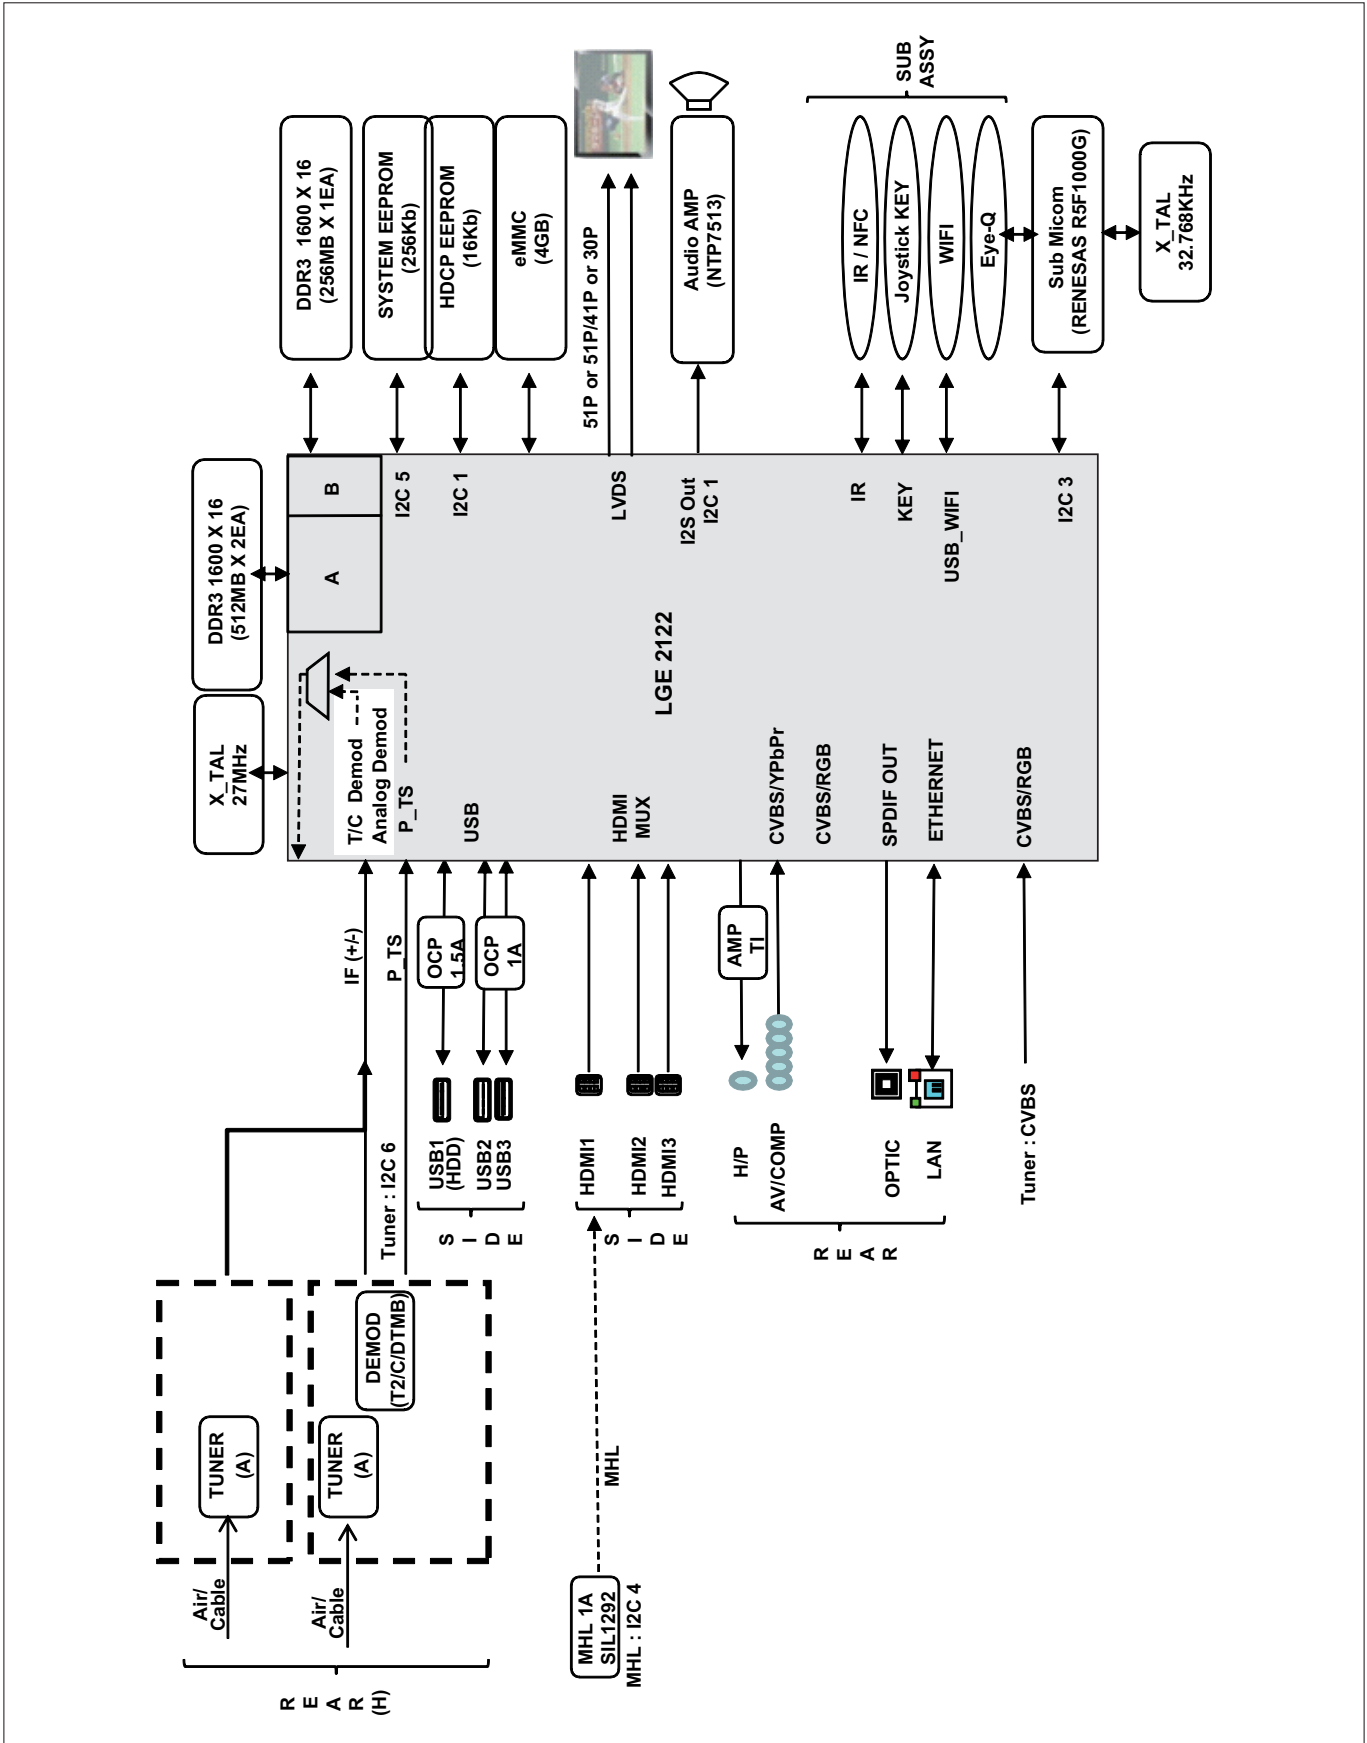 DDR3 1600 X 16
(256MB X 1EA)
SYSTEM EEPROM
(256Kb)
HDCP EEPROM
(16Kb)
eMMC
(4GB)
51P or 51P/41P or 30P
Audio AMP
(NTP7513)
SUB
ASSY
IR / NFC
Joystick KEY
WIFI
Eye-Q
Sub Micom
(RENESAS R5F1000G)
X_TAL
32.768KHz
DDR3 1600 X 16
(512MB X 2EA)
X_TAL
27MHz
A
B
I2C 5
I2C 1
LVDS
I2S Out
I2C 1
IR
KEY
USB_WIFI
I2C 3
LGE 2122
T/C Demod
Analog Demod
P_TS
USB
HDMI
MUX
CVBS/YPbPr
CVBS/RGB
SPDIF OUT
ETHERNET
CVBS/RGB
IF (+/-)
P_TS
OCP
1.5A
OCP
1A
AMP
TI
Tuner : I2C 6
USB1
(HDD)
USB2
USB3
S
I
D
E
HDMI1
HDMI2
HDMI3
S
I
D
E
H/P
AV/COMP
OPTIC
LAN
R
E
A
R
Tuner : CVBS
TUNER
(A)
TUNER
(A)
DEMOD
(T2/C/DTMB)
Air/
Cable
Air/
Cable
R
E
A
R
(H)
MHL
MHL 1A
SIL1292
MHL : I2C 4